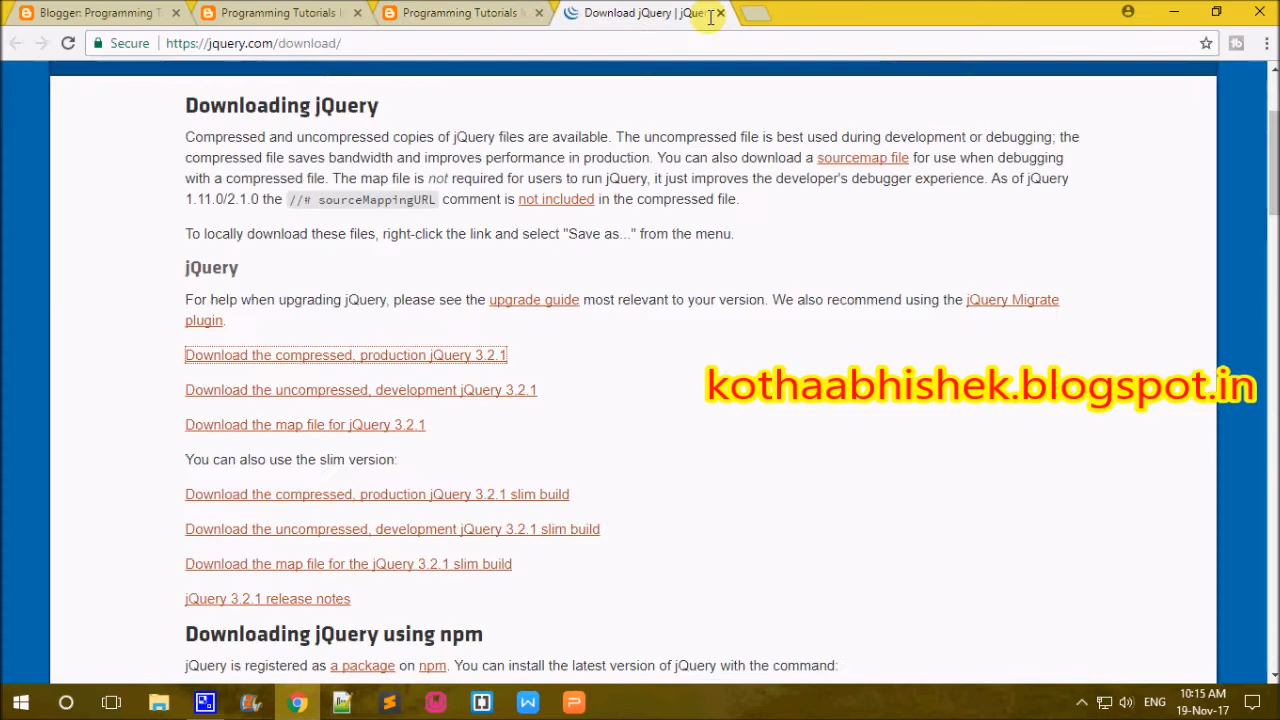 Blogger: Programming T
Programming Tutorials I
Programming Tutorials I
Download jQuery | jQue
Secure
https://jquery.com/download/
Downloading jQuery
Compressed and uncompressed copies of jQuery files are available. The uncompressed file is best used during development or debugging; the
compressed file saves bandwidth and improves performance in production. You can also download a sourcemap file for use when debugging
with a compressed file. The map file is not required for users to run jQuery, it just improves the developer's debugger experience. As of jQuery
1.11.0/2.1.0 the //# sourceMappingURL comment is not included in the compressed file.
To locally download these files, right-click the link and select "Save as..." from the menu.
jQuery
For help when upgrading jQuery, please see the upgrade guide most relevant to your version. We also recommend using the jQuery Migrate
plugin.
Download the compressed, production jQuery 3.2.1
kothaabhishek.blogspot.in
Download the uncompressed, development jQuery 3.2.1
Download the map file for jQuery 3.2.1
You can also use the slim version:
Download the compressed, production jQuery 3.2.1 slim build
Download the uncompressed, development jQuery 3.2.1 slim build
Download the map file for the jQuery 3.2.1 slim build
jQuery 3.2.1 release notes
Downloading jQuery using npm
jQuery is registered as a package on npm. You can install the latest version of jQuery with the command:
ENG
10:15 AM
19-Nov-17